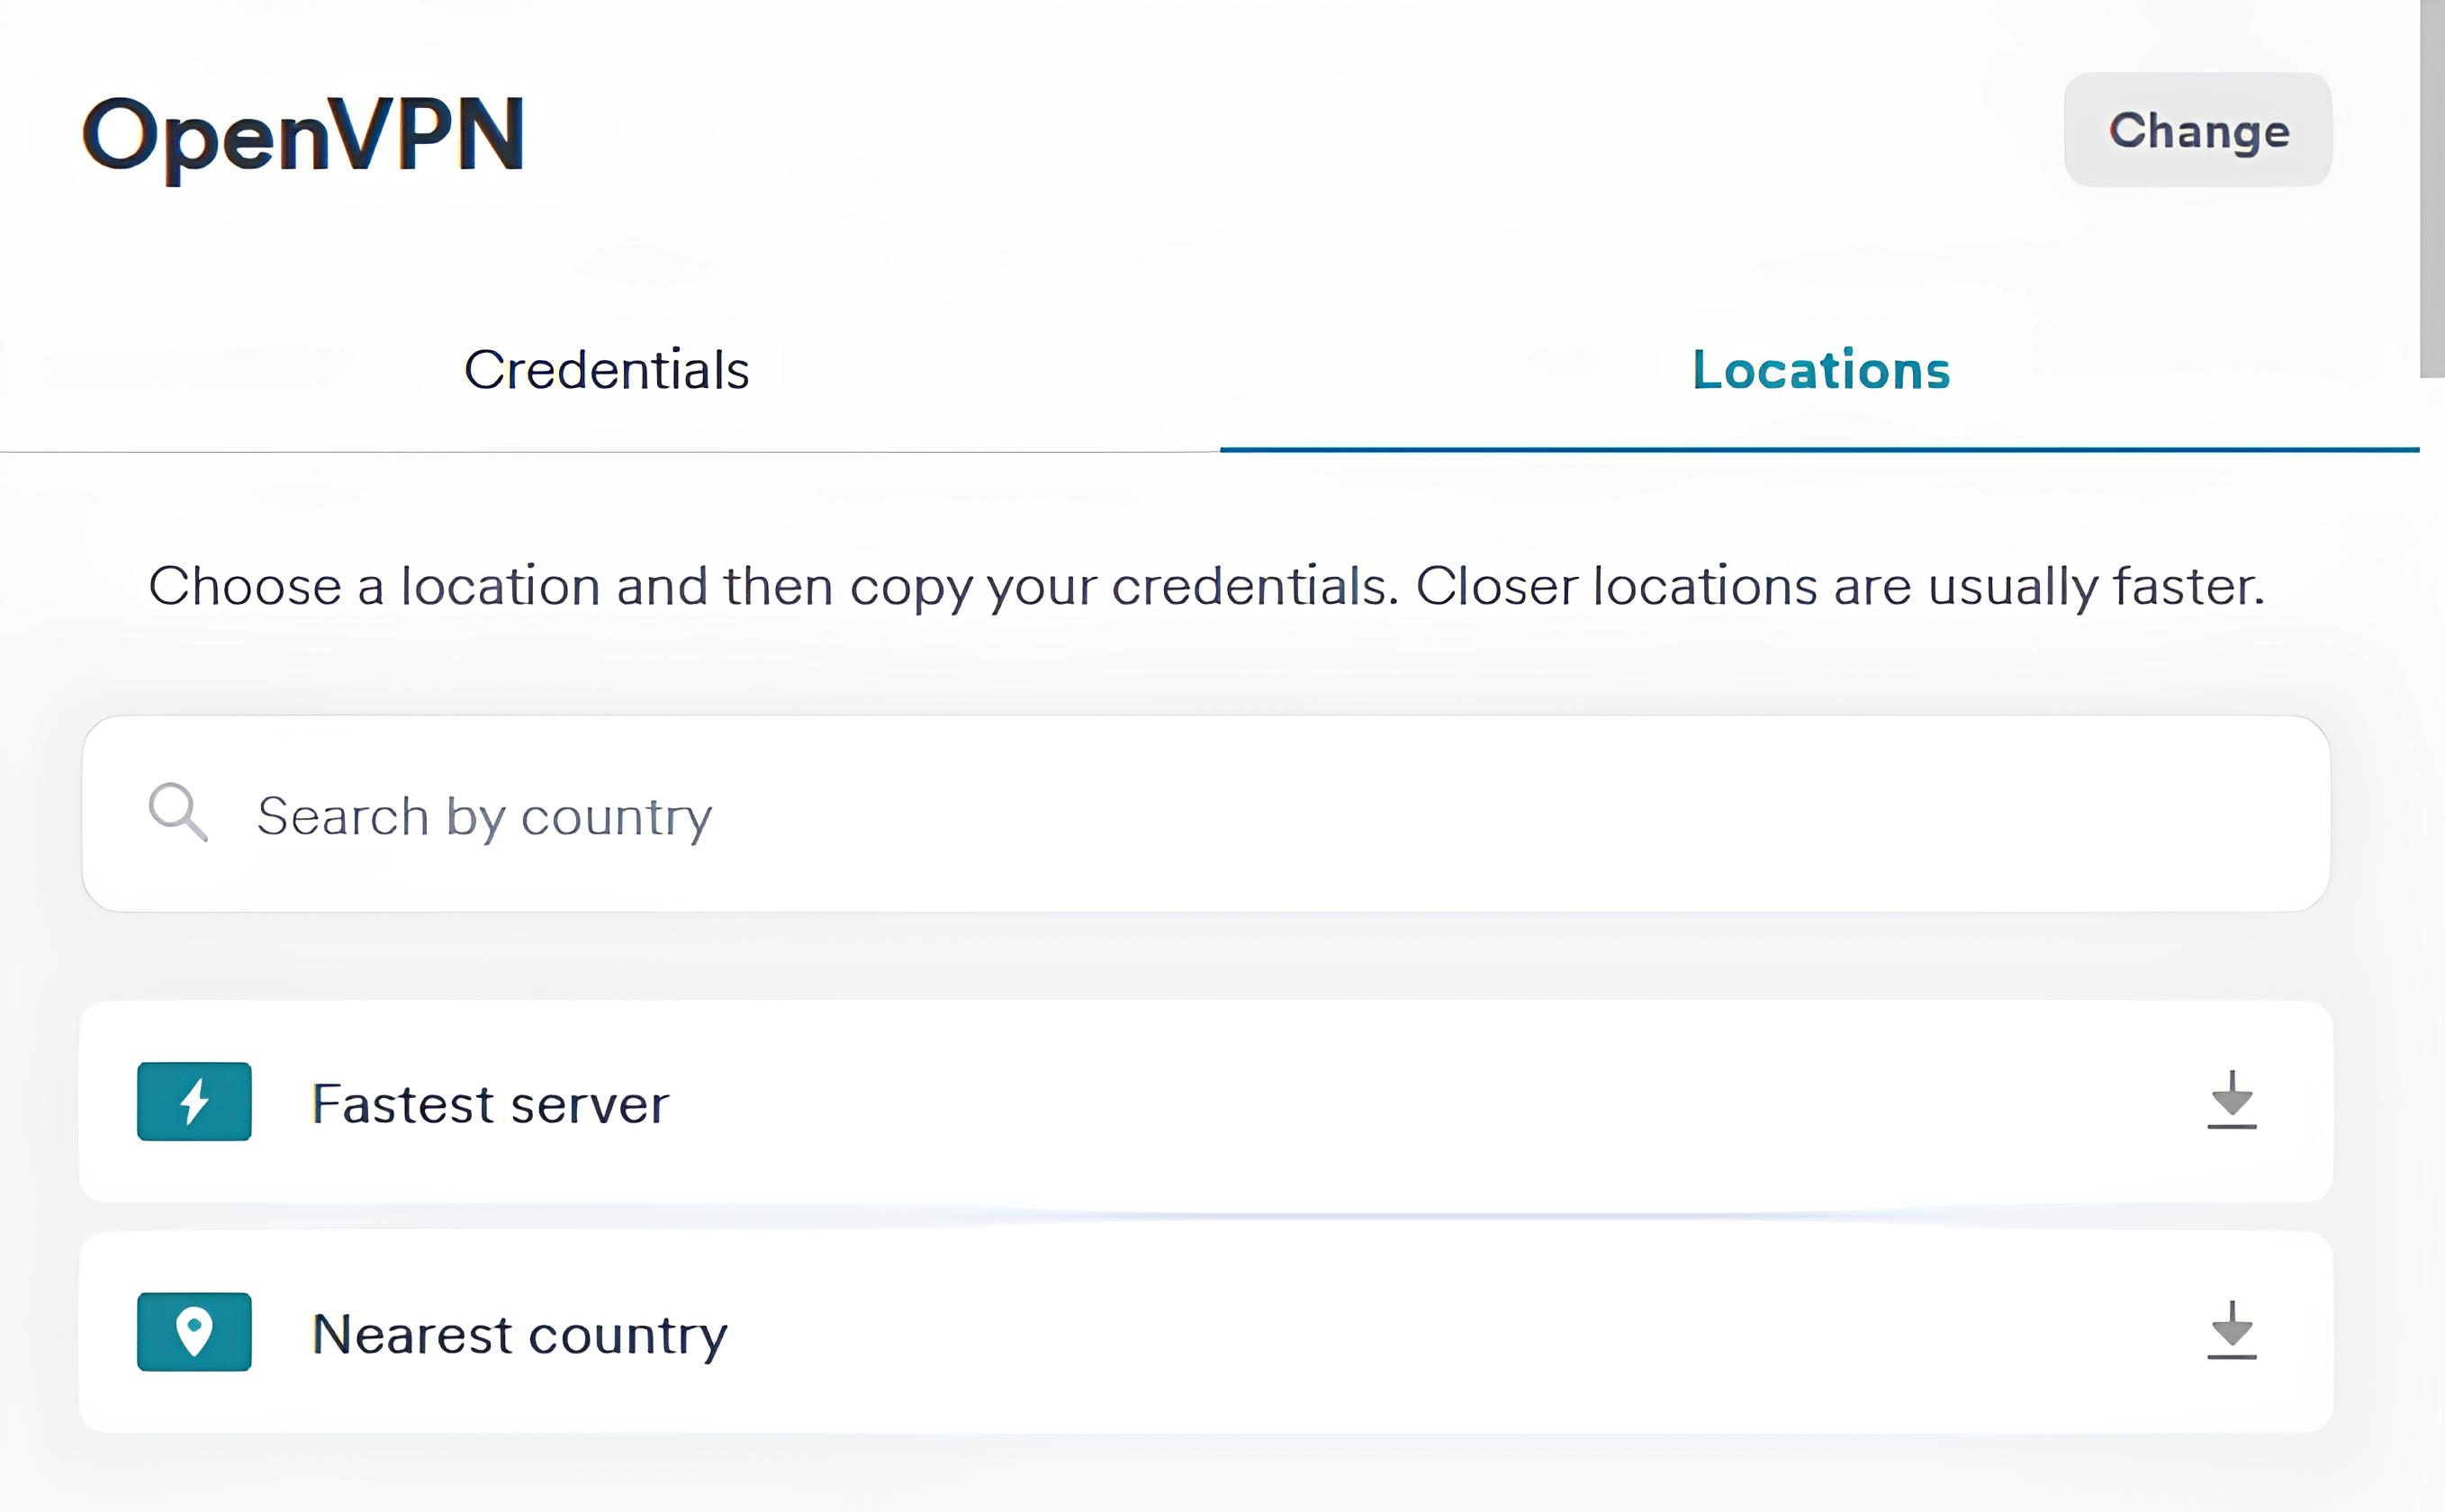 OpenVPN
Change
Credentials
Locations
Choose a location and then copy your credentials. Closer locations are usually faster.
Search by country
Fastest server
Nearest country